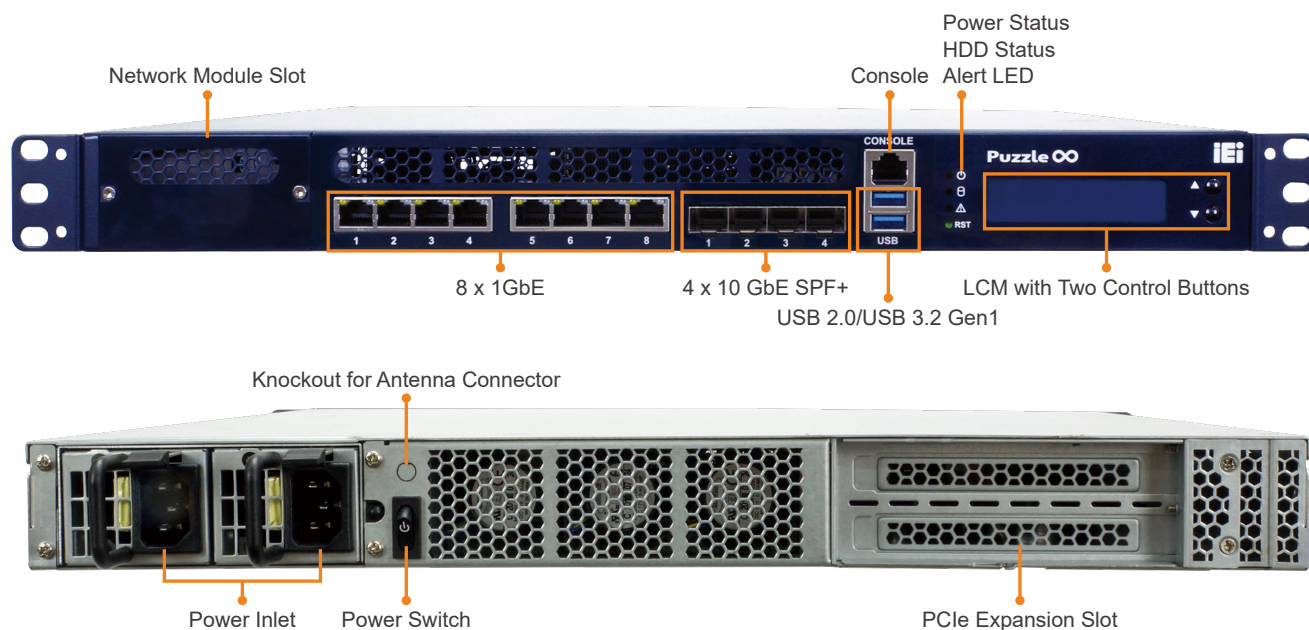 Power Status
HDD Status
Network Module Slot
Console
Alert LED
CONSOLE
Puzzle
iEi
RST
1 2 3 4
5 6 7 8
1 2 3 4
USB
8 x 1GbE
4 x 10 GbE SPF+
LCM with Two Control Buttons
USB 2.0/USB 3.2 Gen1
Knockout for Antenna Connector
Power Inlet
Power Switch
PCIe Expansion Slot